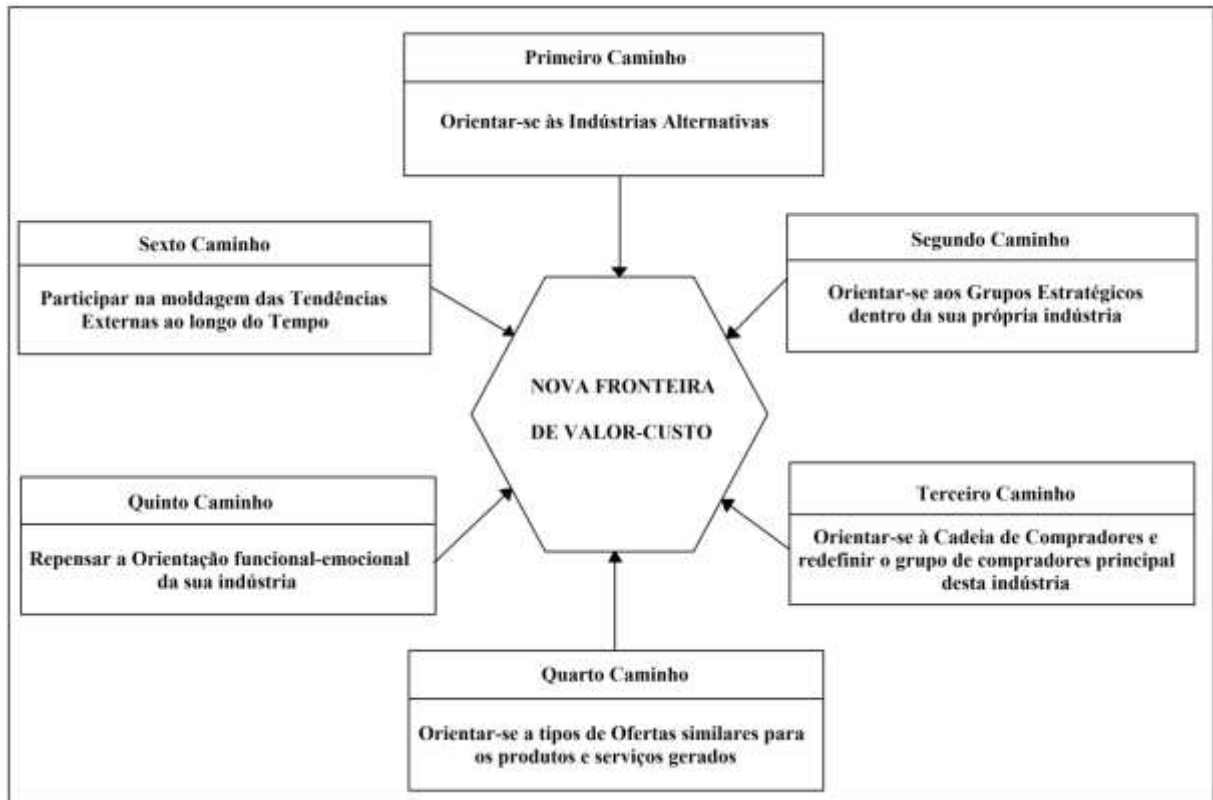 Primeiro Caminho
Orientar-se às Indústrias Alternativas
Segundo Caminho
Orientar-se aos Grupos Estratégicos
dentro da sua própria indústria
Terceiro Caminho
Orientar-se à Cadeia de Compradores e
redefinir o grupo de compradores principal
desta indústria
Quarto Caminho
Orientar-se a tipos de Ofertas similares para
os produtos e serviços gerados
Quinto Caminho
Repensar a Orientação funcional-emocional
da sua indústria
Sexto Caminho
Participar na moldagem das Tendências
Externas ao longo do Tempo
NOVA FRONTEIRA
DE VALOR-CUSTO